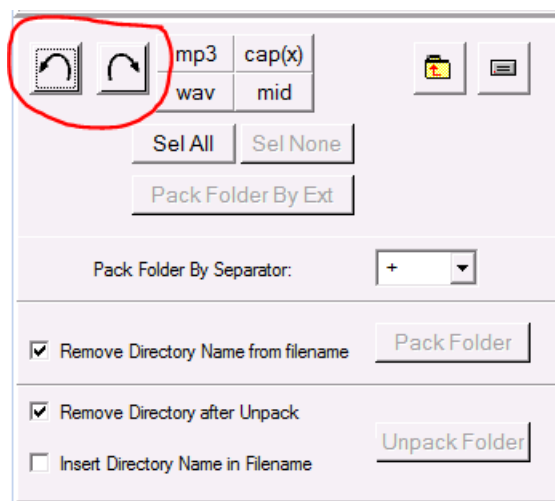 mp3 cap(x)
wav mid
Sel All Sel None
Pack Folder By Ext
Pack Folder By Separator: +
Remove Directory Name from filename Pack Folder
Remove Directory after Unpack
Unpack Folder
Insert Directory Name in Filename